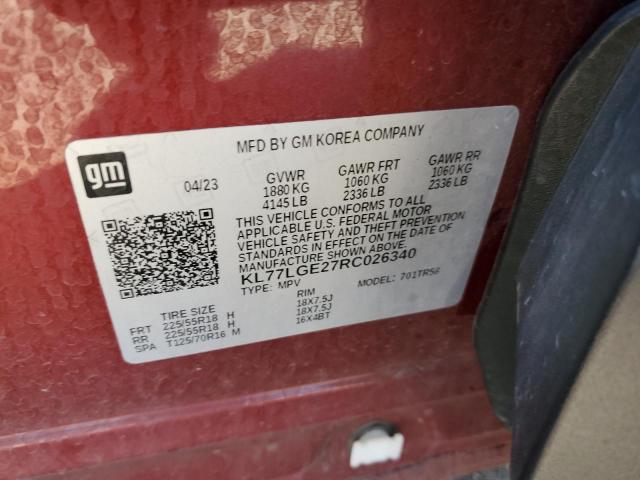 MFD BY GM KOREA COMPANY
gm
04/23
GVWR GAWR FRT GAWR RR
1880 KG 1060 KG 1060 KG
4145 LB 2336 LB 2336 LB
THIS VEHICLE CONFORMS TO ALL
APPLICABLE U.S. FEDERAL MOTOR
VEHICLE SAFETY AND THEFT PREVENTION
STANDARDS IN EFFECT ON THE DATE OF
MANUFACTURE SHOWN ABOVE.
KL77LGE27RC026340
TYPE: MPV MODEL: 701TR58
TIRE SIZE RIM
FRT 225/55R18 H 18X7.5J
RR 225/55R18 H 18X7.5J
SPA T125/70R16 M 16X4BT